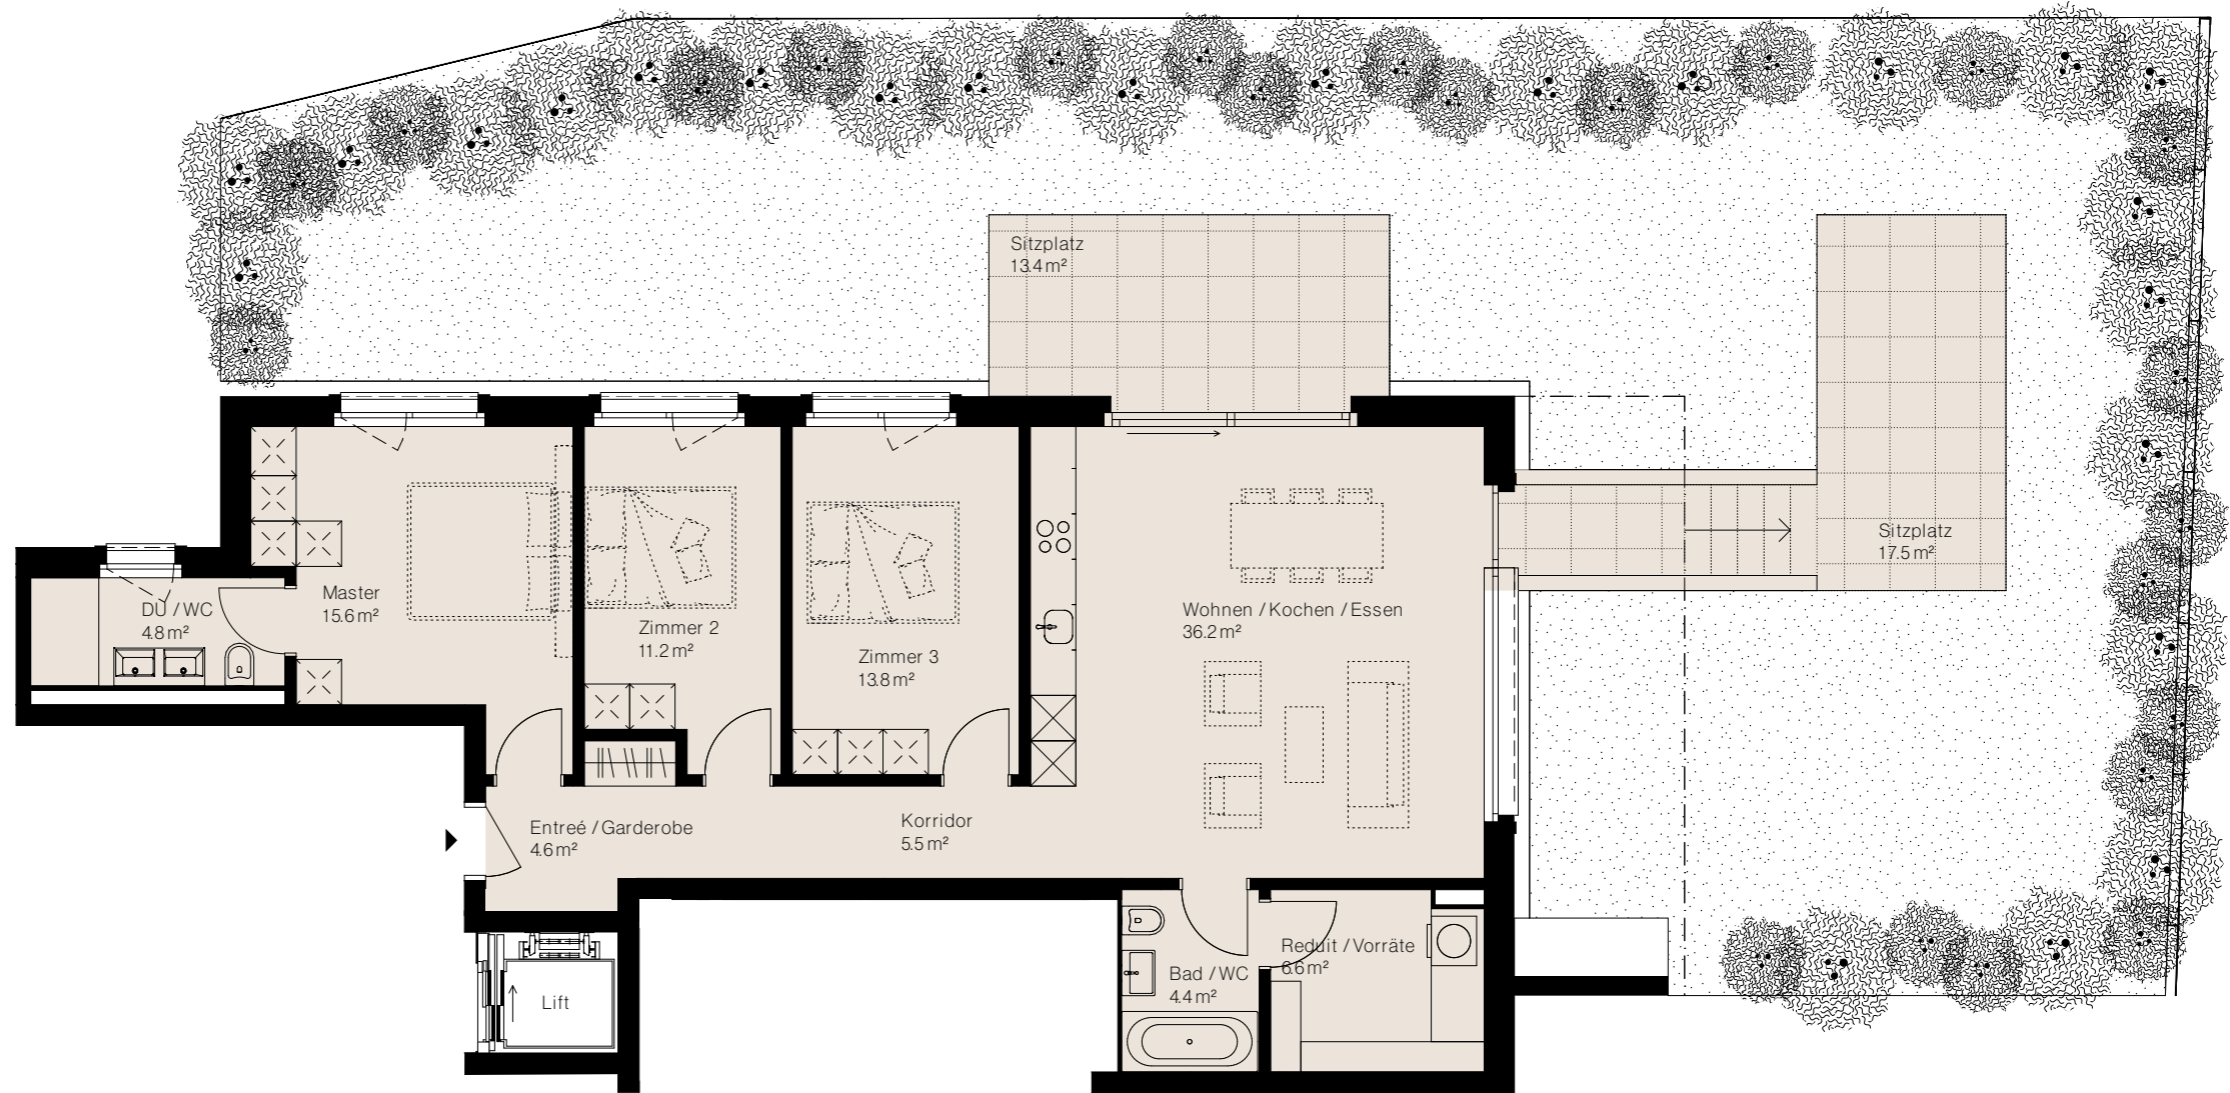 Sitzplatz
13.4 m²
Sitzplatz
17.5 m²
Master
15.6 m²
DU / WC
4.8 m²
Zimmer 2
11.2 m²
Zimmer 3
13.8 m²
Wohnen / Kochen / Essen
36.2 m²
Entreé / Garderobe
4.6 m²
Korridor
5.5 m²
Reduit / Vorräte
6.6 m²
Bad / WC
4.4 m²
Lift